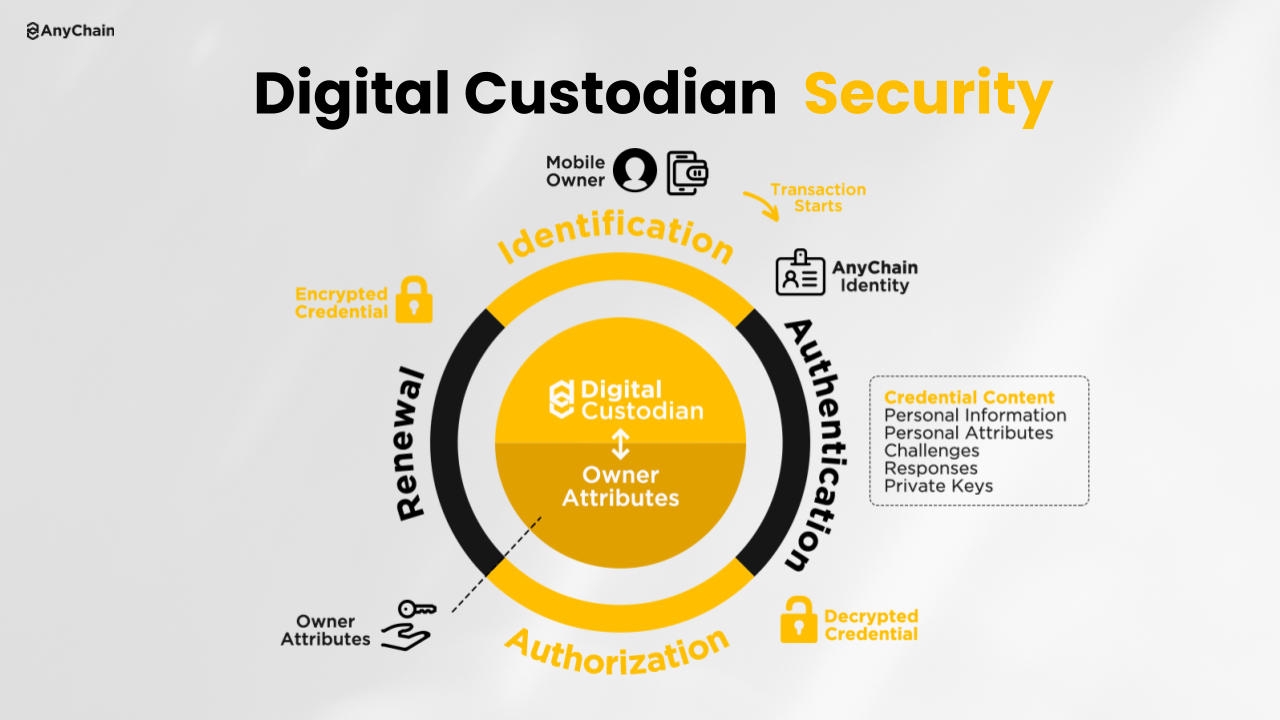 AnyChain
Digital Custodian Security
Mobile
Owner
Transaction
Starts
Identification
AnyChain
Identity
Encrypted
Credential
Authentication
Renewal
Credential Content
Personal Information
Personal Attributes
Challenges
Responses
Private Keys
Digital
Custodian
Owner
Attributes
Owner
Attributes
Decrypted
Credential
Authorization